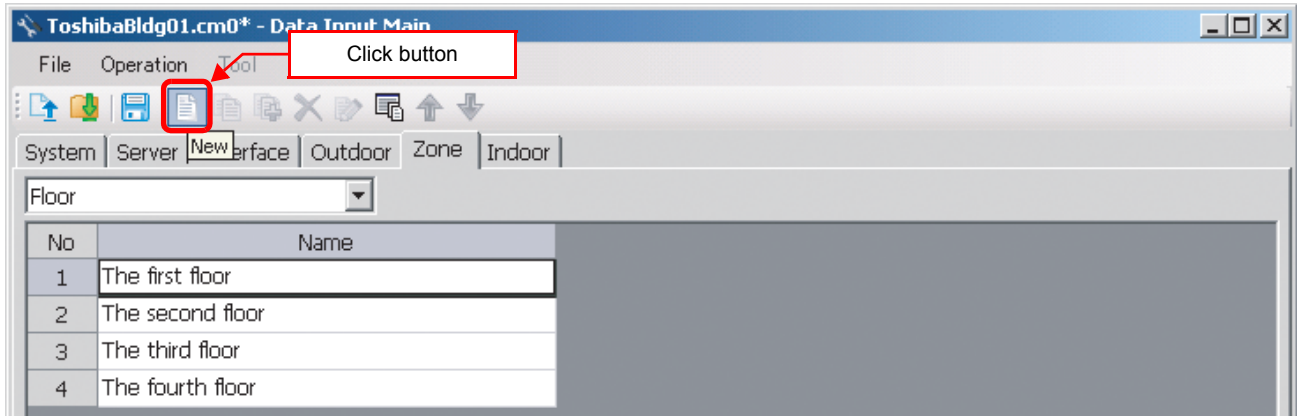 ToshibaBldg01.cm0* - Data Input Main
Click button
File Operation Tool
System Server New erface Outdoor Zone Indoor
Floor
No Name
1 The first floor
2 The second floor
3 The third floor
4 The fourth floor